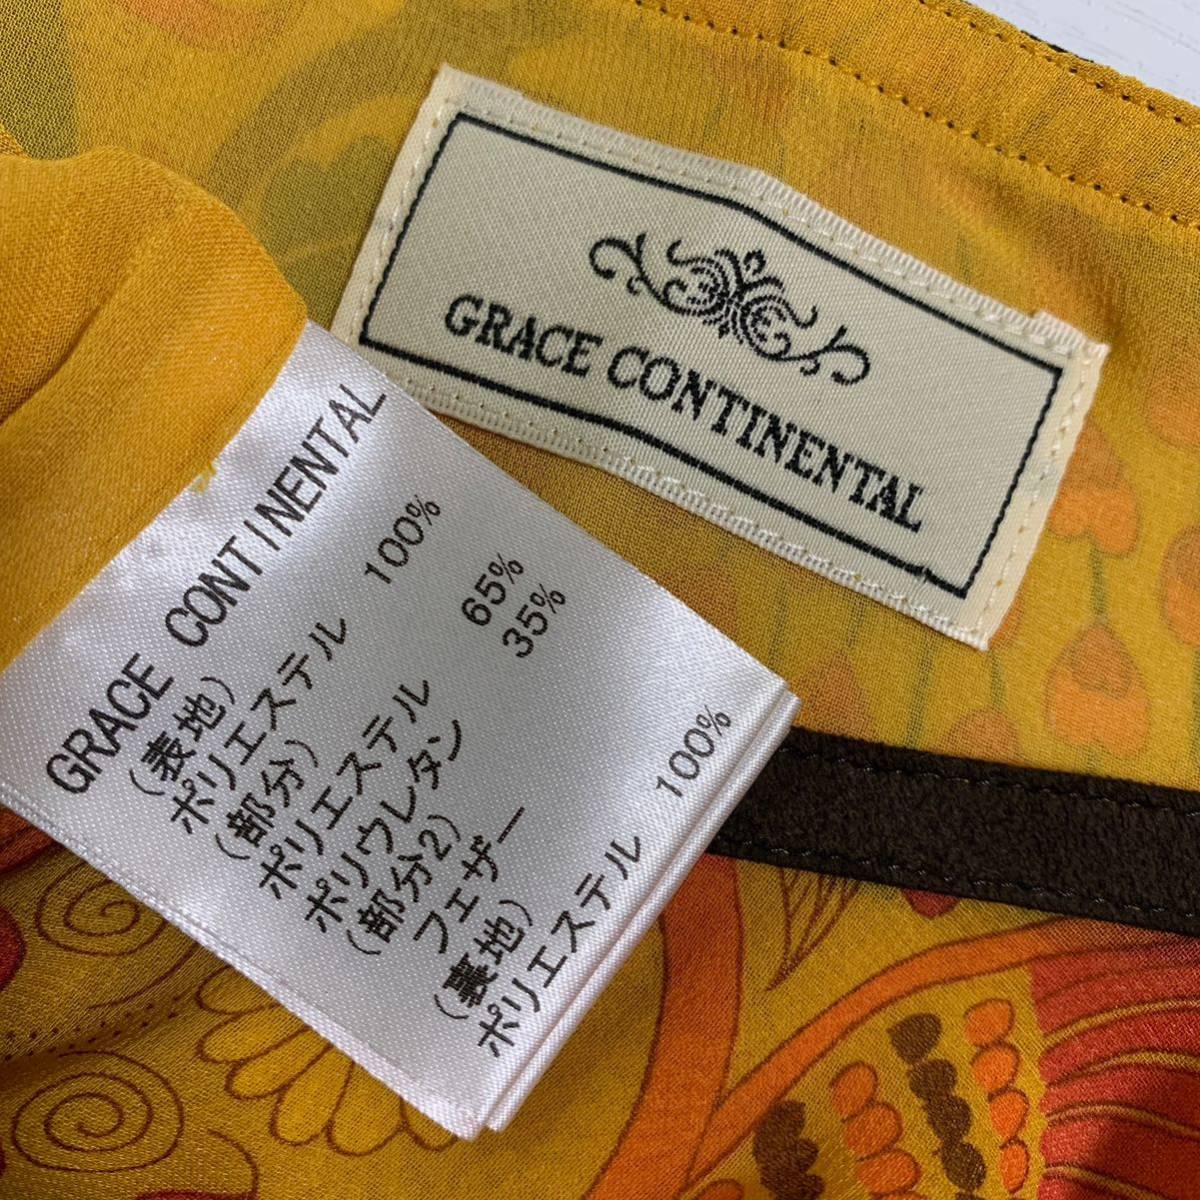 GRACE CONTINENTAL
GRACE CONTINENTAL
(表地)
ポリエステル 100%
(部分)
ポリエステル 65%
ポリウレタン 35%
(部分2)
フェザー
(裏地)
ポリエステル 100%